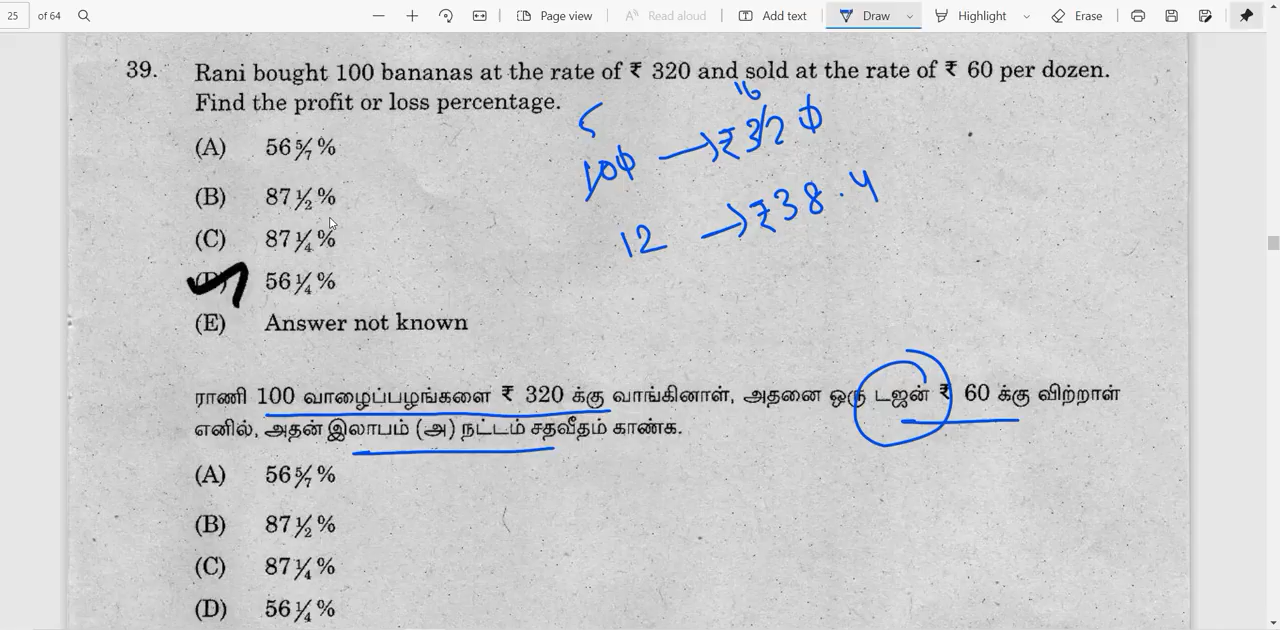 25 of 64 Page view Read aloud Add text Draw Highlight Erase
39. Rani bought 100 bananas at the rate of ₹ 320 and sold at the rate of ₹ 60 per dozen.
Find the profit or loss percentage.
16
5
100 → ₹320
12 → ₹38.4
(A) 56 5/7 %
(B) 87 1/2 %
(C) 87 1/4 %
(D) 56 1/4 %
(E) Answer not known
ராணி 100 வாழைப்பழங்களை ₹ 320 க்கு வாங்கினாள், அதனை ஒரு டஜன் ₹ 60 க்கு விற்றாள்
எனில், அதன் இலாபம் (அ) நட்டம் சதவீதம் காண்க.
(A) 56 5/7 %
(B) 87 1/2 %
(C) 87 1/4 %
(D) 56 1/4 %